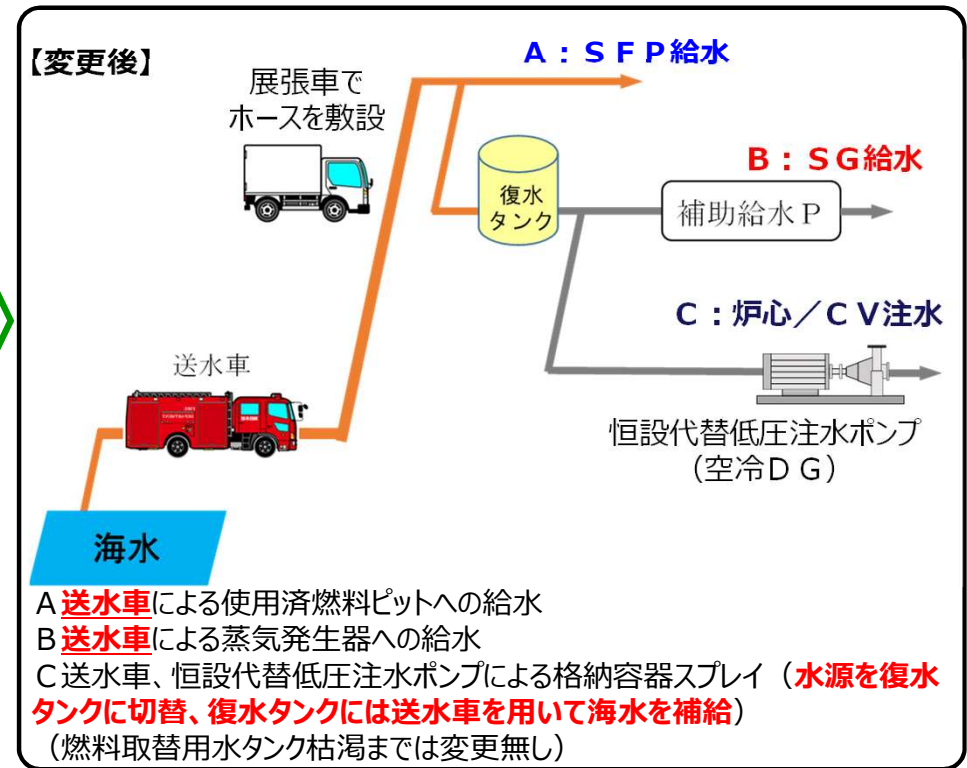 【変更後】
A：SFP給水
展張車で
ホースを敷設
B：SG給水
復水
タンク
補助給水P
C：炉心／CV注水
送水車
恒設代替低圧注水ポンプ
（空冷DG）
海水
A送水車による使用済燃料ピットへの給水
B送水車による蒸気発生器への給水
C送水車、恒設代替低圧注水ポンプによる格納容器スプレイ（水源を復水
タンクに切替、復水タンクには送水車を用いて海水を補給）
（燃料取替用水タンク枯渇までは変更無し）